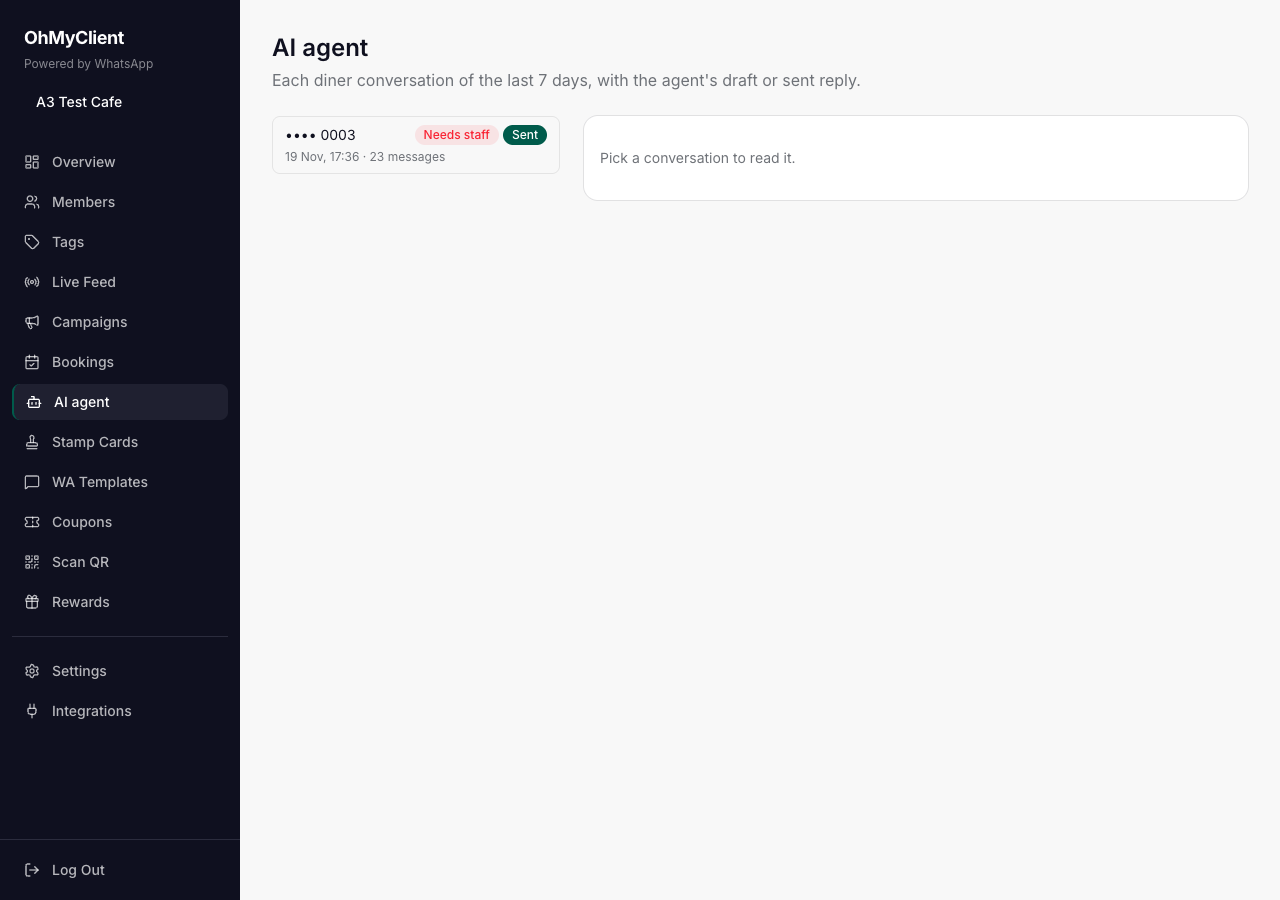 OhMyClient
Powered by WhatsApp
A3 Test Cafe
Overview
Members
Tags
Live Feed
Campaigns
Bookings
AI agent
Stamp Cards
WA Templates
Coupons
Scan QR
Rewards
Settings
Integrations
Log Out
AI agent
Each diner conversation of the last 7 days, with the agent's draft or sent reply.
•••• 0003 Needs staff Sent
19 Nov, 17:36 · 23 messages
Pick a conversation to read it.